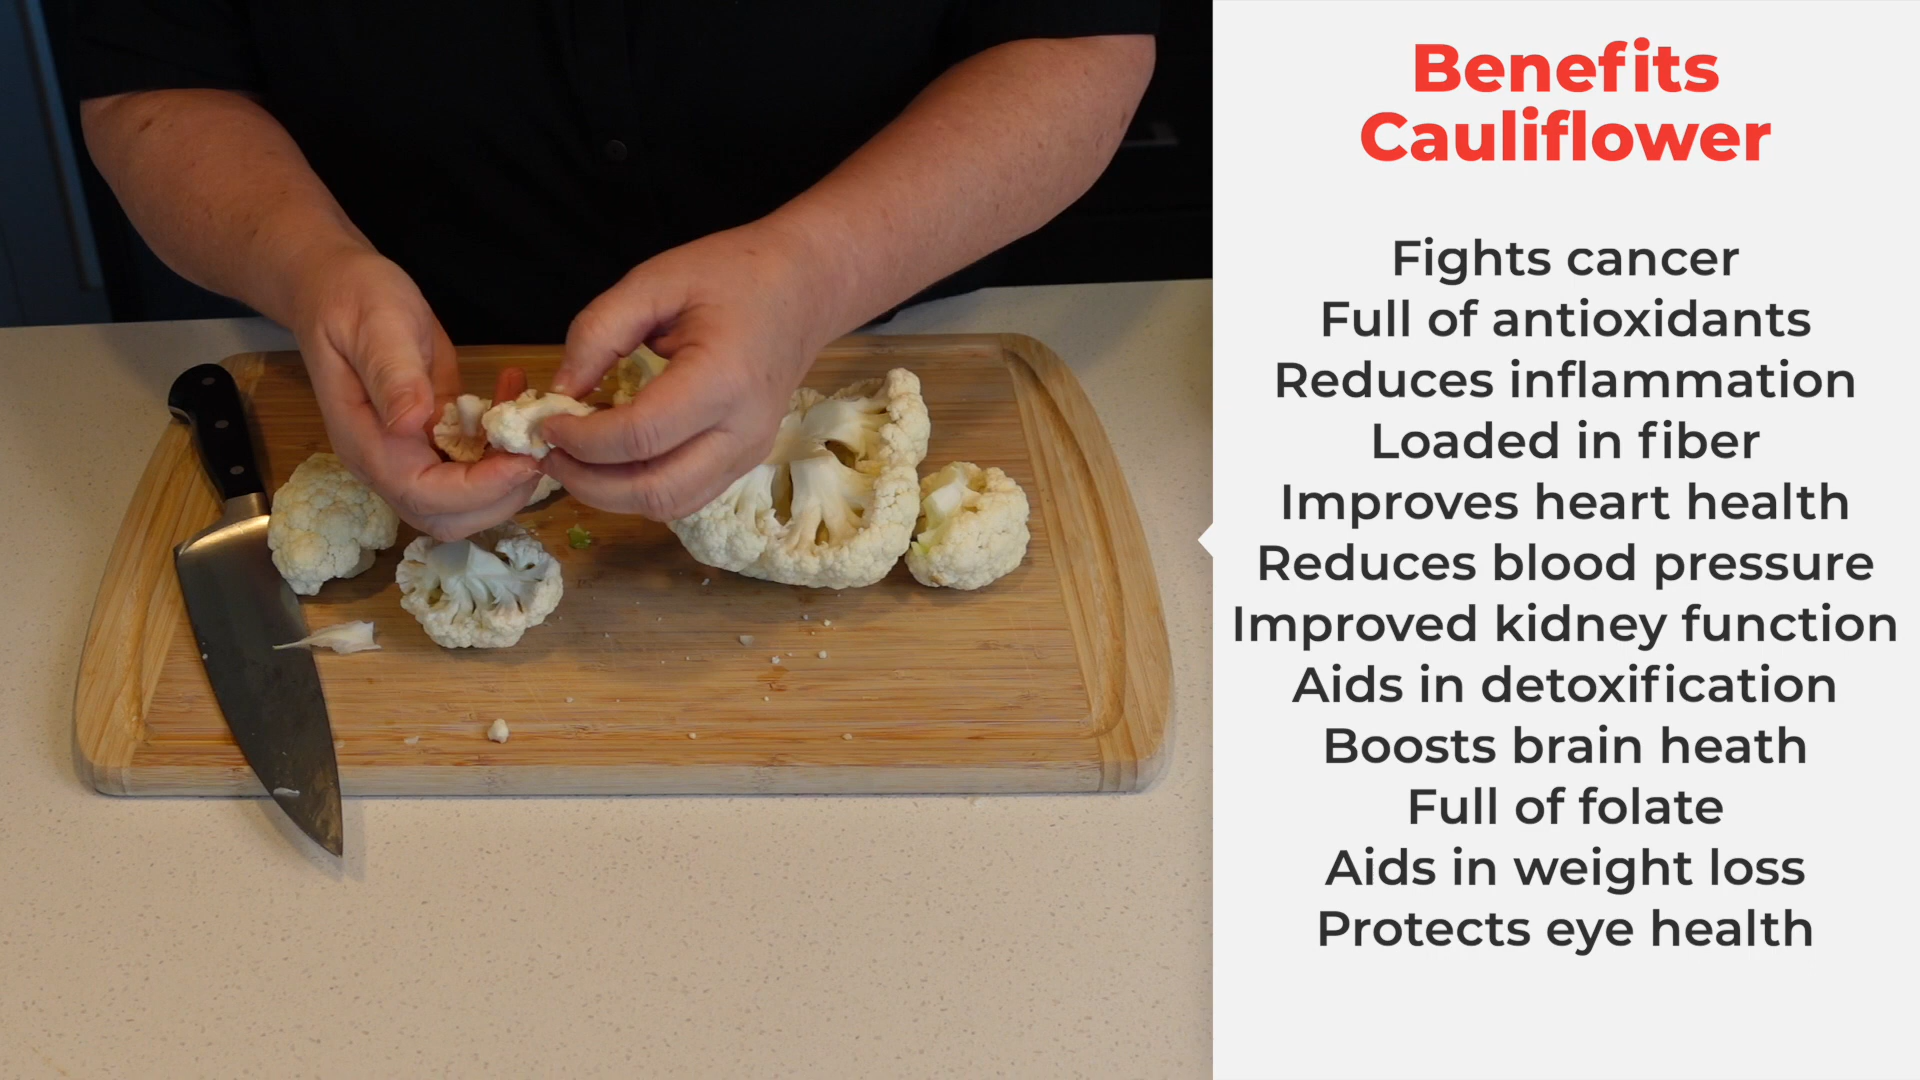 Benefits
Cauliflower
Fights cancer
Full of antioxidants
Reduces inflammation
Loaded in fiber
Improves heart health
Reduces blood pressure
Improved kidney function
Aids in detoxification
Boosts brain heath
Full of folate
Aids in weight loss
Protects eye health